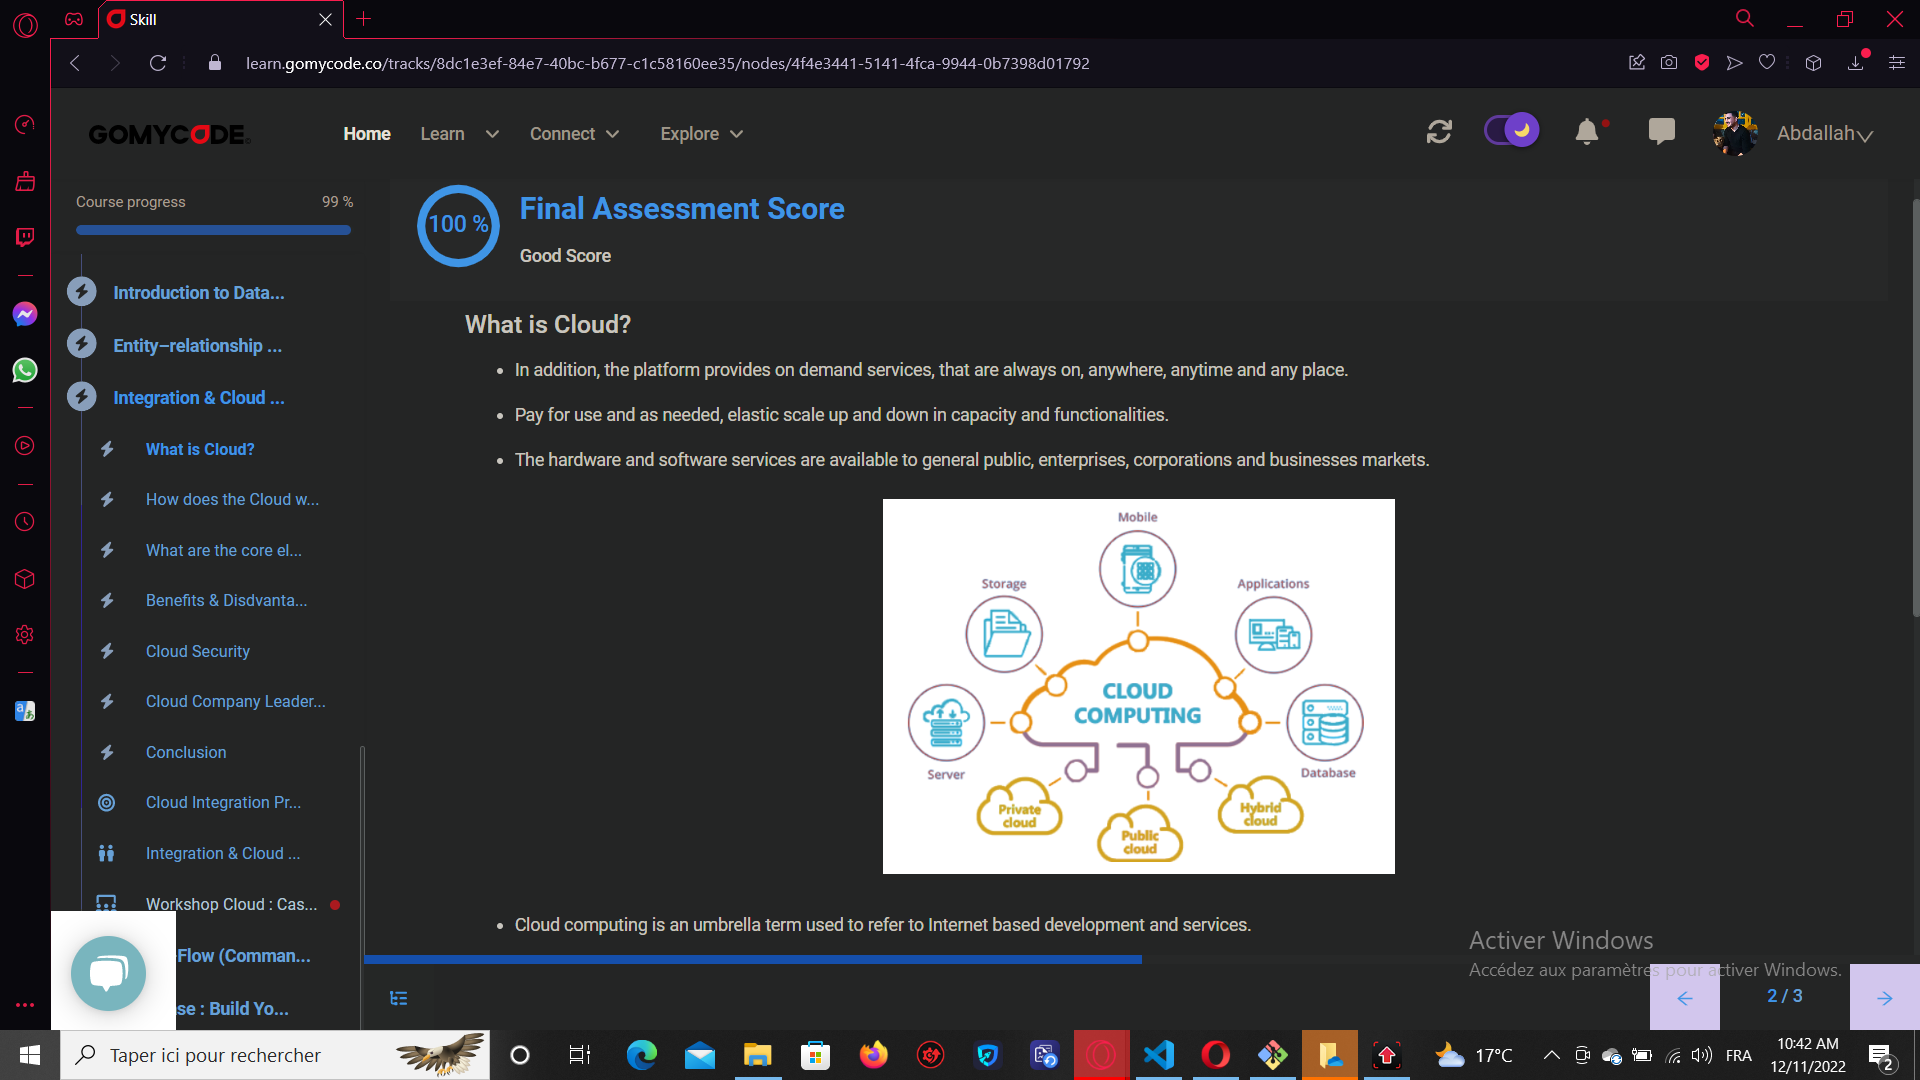 Skill
learn.gomycode.co/tracks/8dc1e3ef-84e7-40bc-b677-c1c58160ee35/nodes/4f4e3441-5141-4fca-9944-0b7398d01792
GOMYCODE
Home
Learn
Connect
Explore
Abdallah
Course progress
99 %
Introduction to Data...
Entity–relationship ...
Integration & Cloud ...
What is Cloud?
How does the Cloud w...
What are the core el...
Benefits & Disdvanta...
Cloud Security
Cloud Company Leader...
Conclusion
Cloud Integration Pr...
Integration & Cloud ...
Workshop Cloud : Cas...
Flow (Comman...
se : Build Yo...
100 %
Final Assessment Score
Good Score
What is Cloud?
• In addition, the platform provides on demand services, that are always on, anywhere, anytime and any place.
• Pay for use and as needed, elastic scale up and down in capacity and functionalities.
• The hardware and software services are available to general public, enterprises, corporations and businesses markets.
Mobile
Storage
Applications
CLOUD
COMPUTING
Server
Database
Private
cloud
Public
cloud
Hybrid
cloud
• Cloud computing is an umbrella term used to refer to Internet based development and services.
Activer Windows
Accédez aux paramètres pour activer Windows.
2 / 3
Taper ici pour rechercher
17°C
FRA
10:42 AM
12/11/2022
2